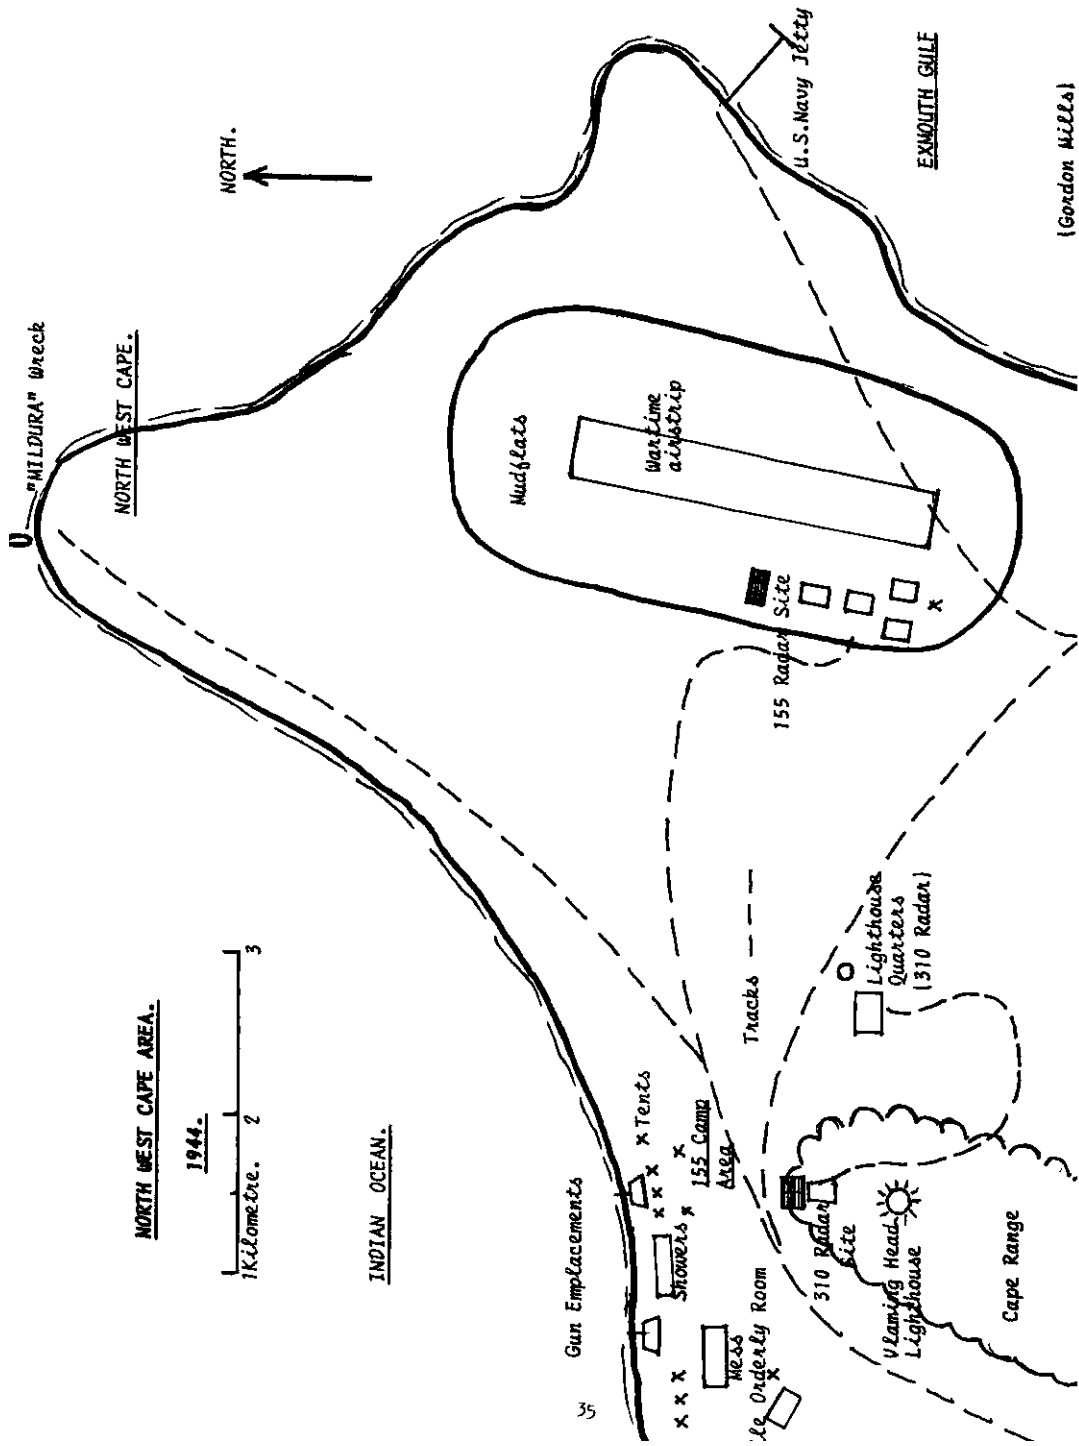 NORTH WEST CAPE AREA.
1944.
1Kilometre. 2 3
INDIAN OCEAN.
"MILDURA" Wreck
NORTH WEST CAPE.
NORTH.
Mudflats
Wartime
airstrip
U.S.Navy Jetty
EXMOUTH GULF
155 Radar Site
Tracks
Lighthouse
Quarters
(310 Radar)
Gun Emplacements
Tents
155 Camp
Area
Showers
Mess
Orderly Room
310 Radar
Site
Vlaming Head
Lighthouse
Cape Range
35
(Gordon Mills)